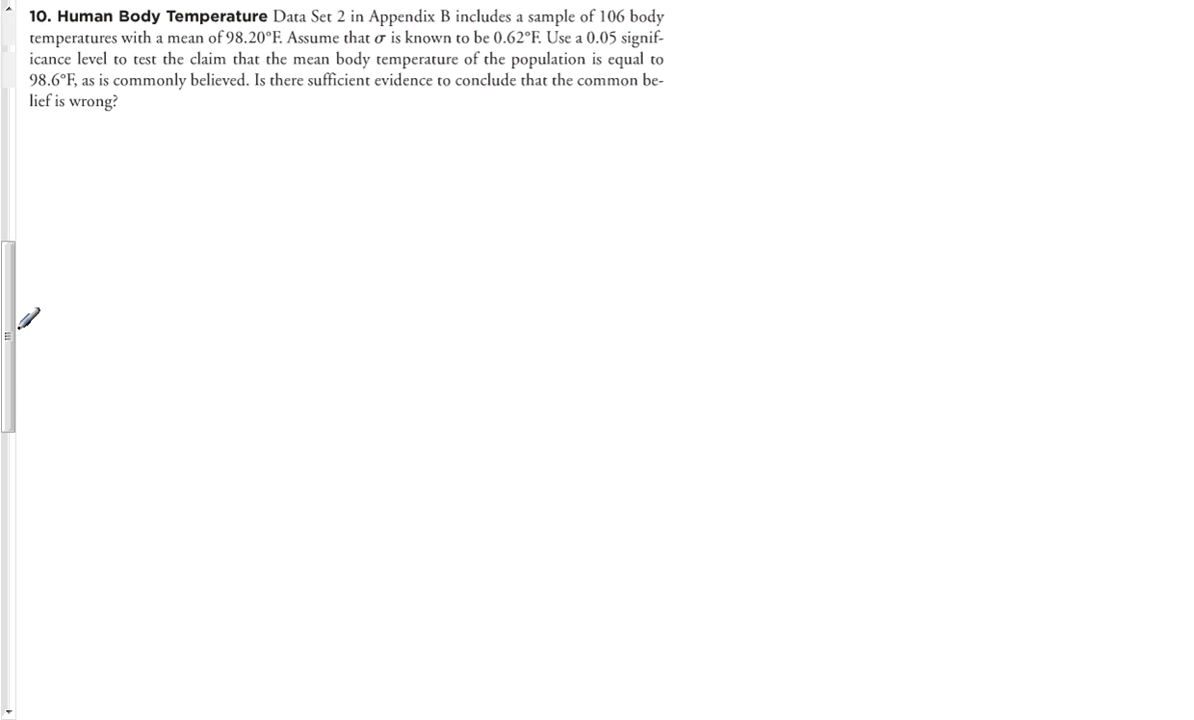 10. Human Body Temperature Data Set 2 in Appendix B includes a sample of 106 body
temperatures with a mean of 98.20°F. Assume that σ is known to be 0.62°F. Use a 0.05 signif-
icance level to test the claim that the mean body temperature of the population is equal to
98.6°F, as is commonly believed. Is there sufficient evidence to conclude that the common be-
lief is wrong?